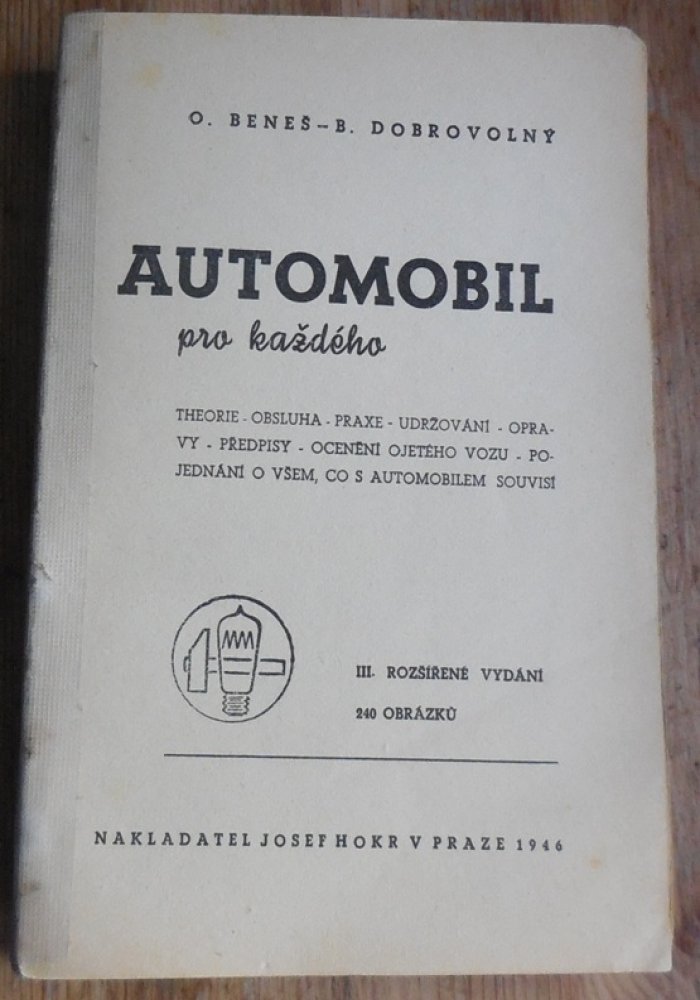 O. BENEŠ – B. DOBROVOLNÝ
AUTOMOBIL
pro každého
THEORIE - OBSLUHA - PRAXE - UDRŽOVÁNÍ - OPRA-
VY - PŘEDPISY - OCENĚNÍ OJETÉHO VOZU - PO-
JEDNÁNÍ O VŠEM, CO S AUTOMOBILEM SOUVISÍ
III. ROZŠÍŘENÉ VYDÁNÍ
240 OBRÁZKŮ
NAKLADATEL JOSEF HOKR V PRAZE 1946